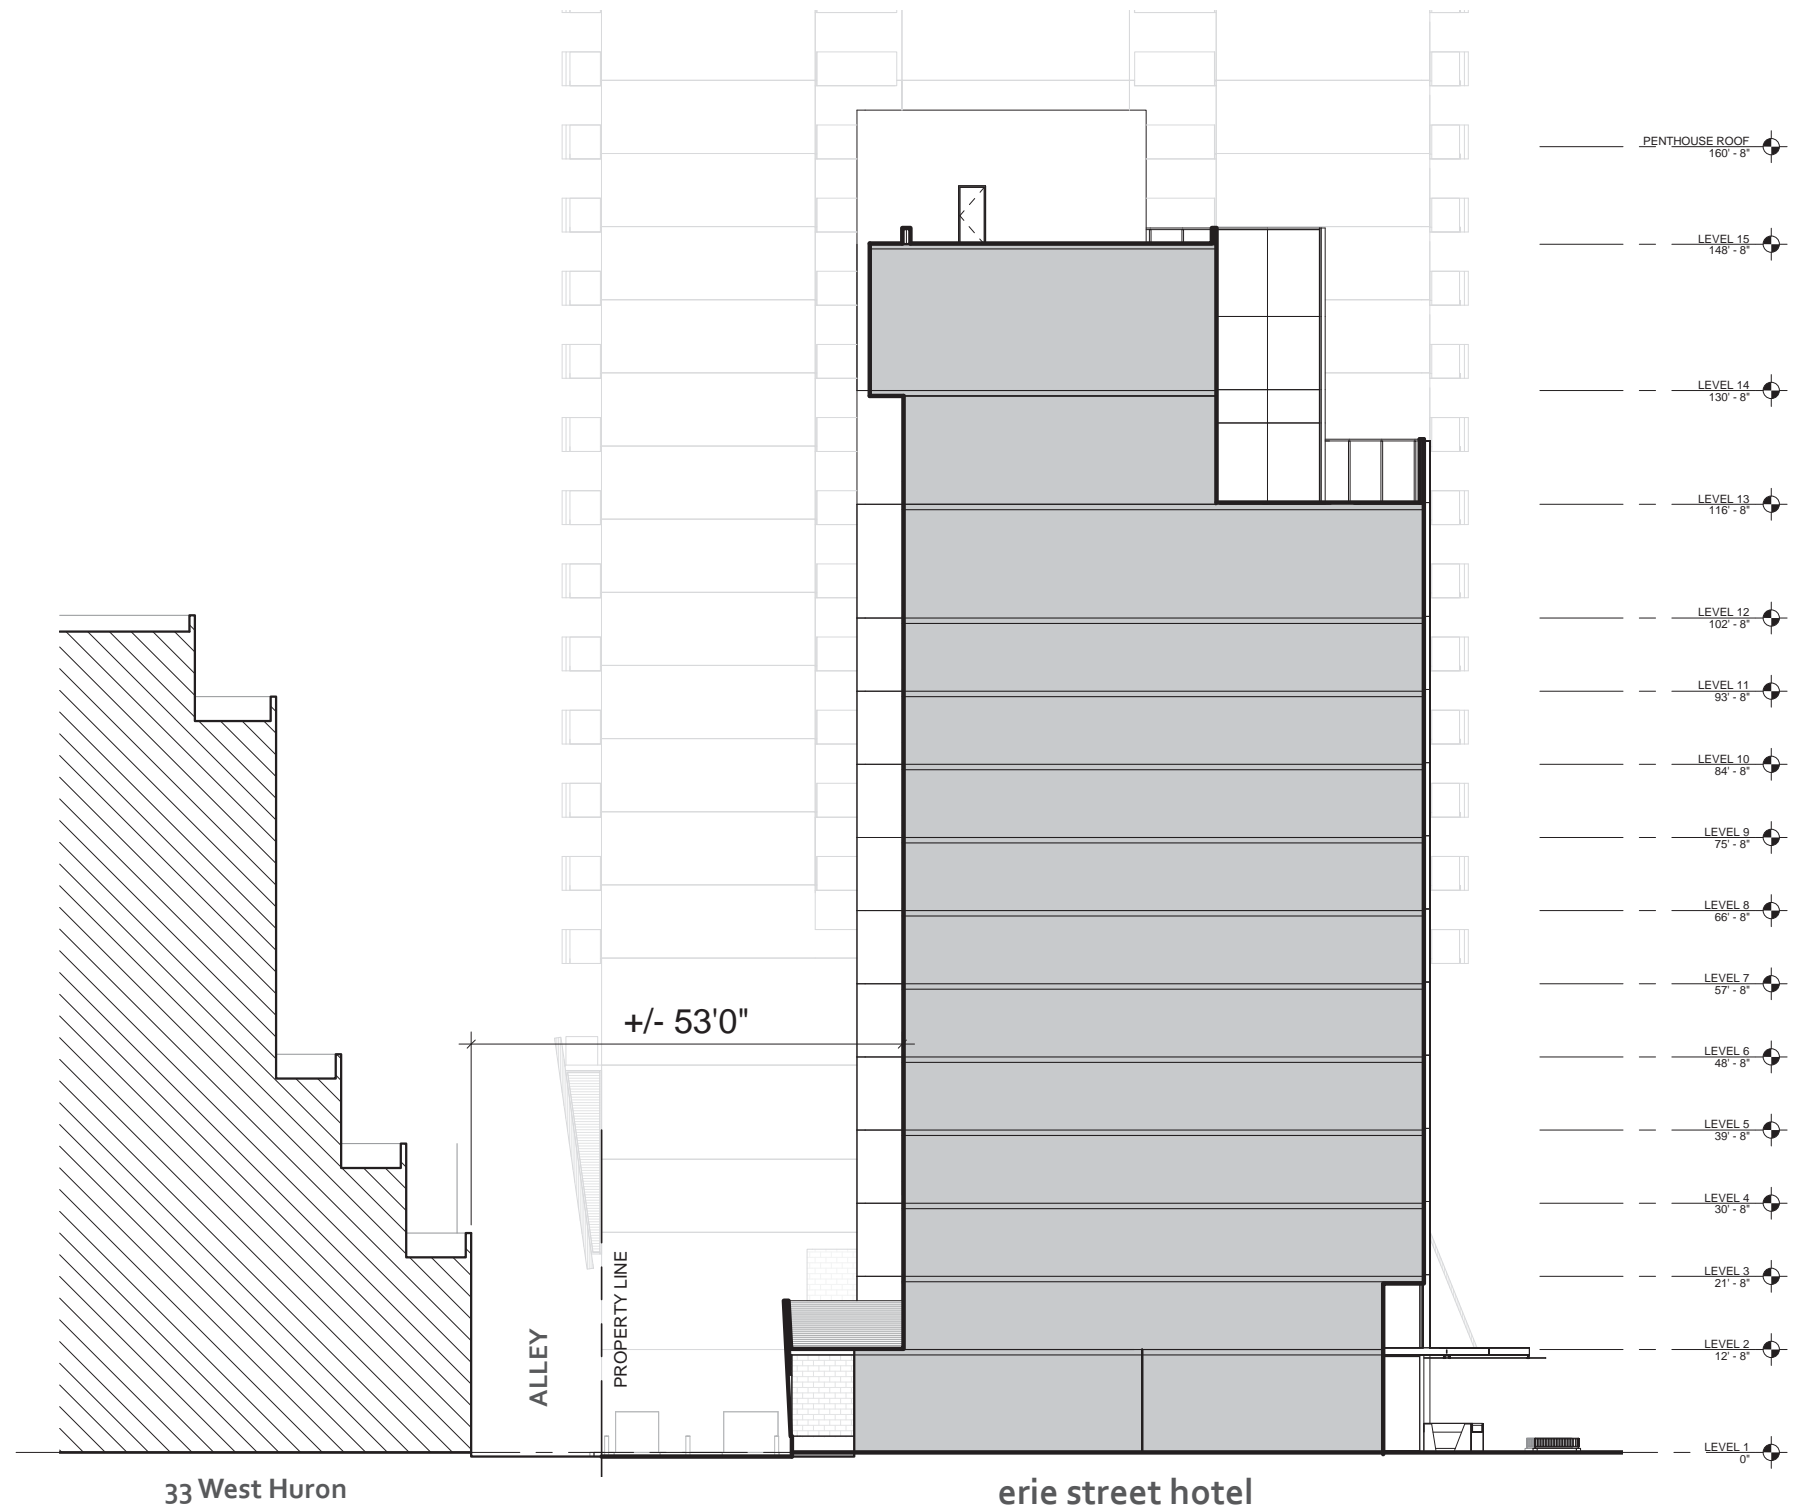 PENTHOUSE ROOF
160' - 8"
LEVEL 15
148' - 8"
LEVEL 14
130' - 8"
LEVEL 13
116' - 8"
LEVEL 12
102' - 8"
LEVEL 11
93' - 8"
LEVEL 10
84' - 8"
LEVEL 9
75' - 8"
LEVEL 8
66' - 8"
LEVEL 7
57' - 8"
+/- 53'0"
LEVEL 6
48' - 8"
LEVEL 5
39' - 8"
LEVEL 4
30' - 8"
LEVEL 3
21' - 8"
LEVEL 2
12' - 8"
ALLEY
PROPERTY LINE
LEVEL 1
0"
33 West Huron
erie street hotel